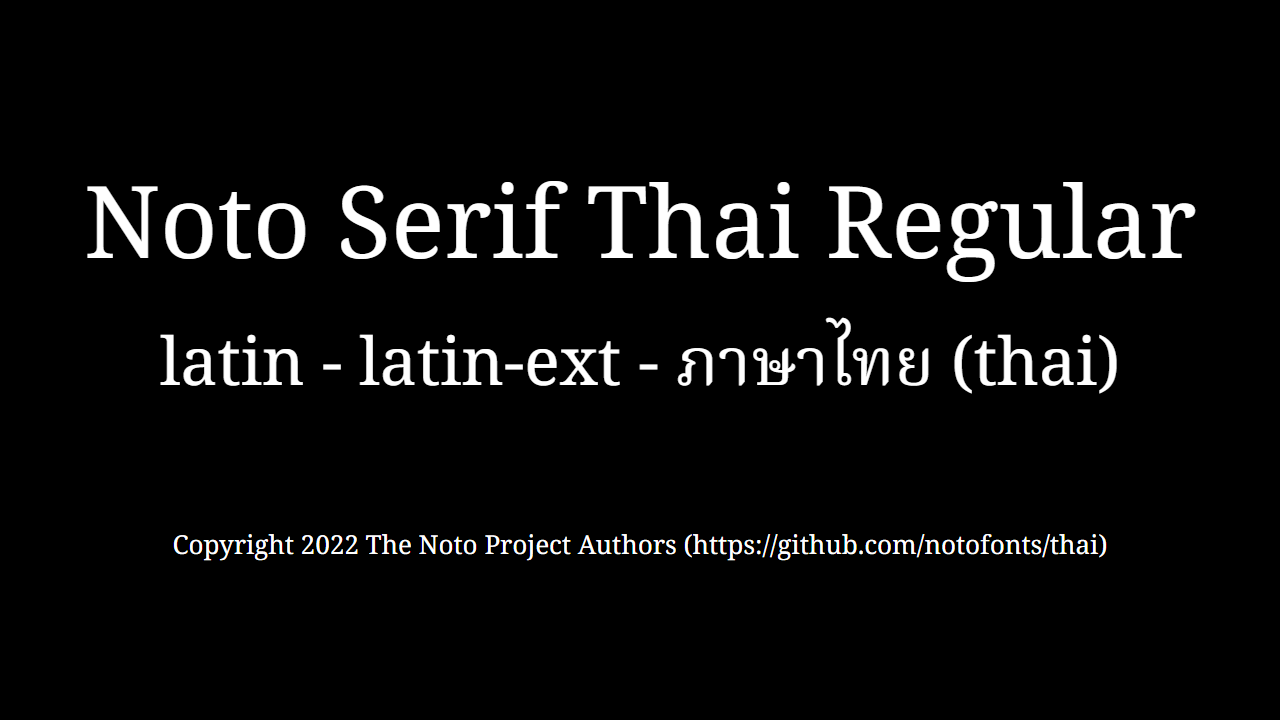 Noto Serif Thai Regular
latin - latin-ext - ภาษาไทย (thai)
Copyright 2022 The Noto Project Authors (https://github.com/notofonts/thai)